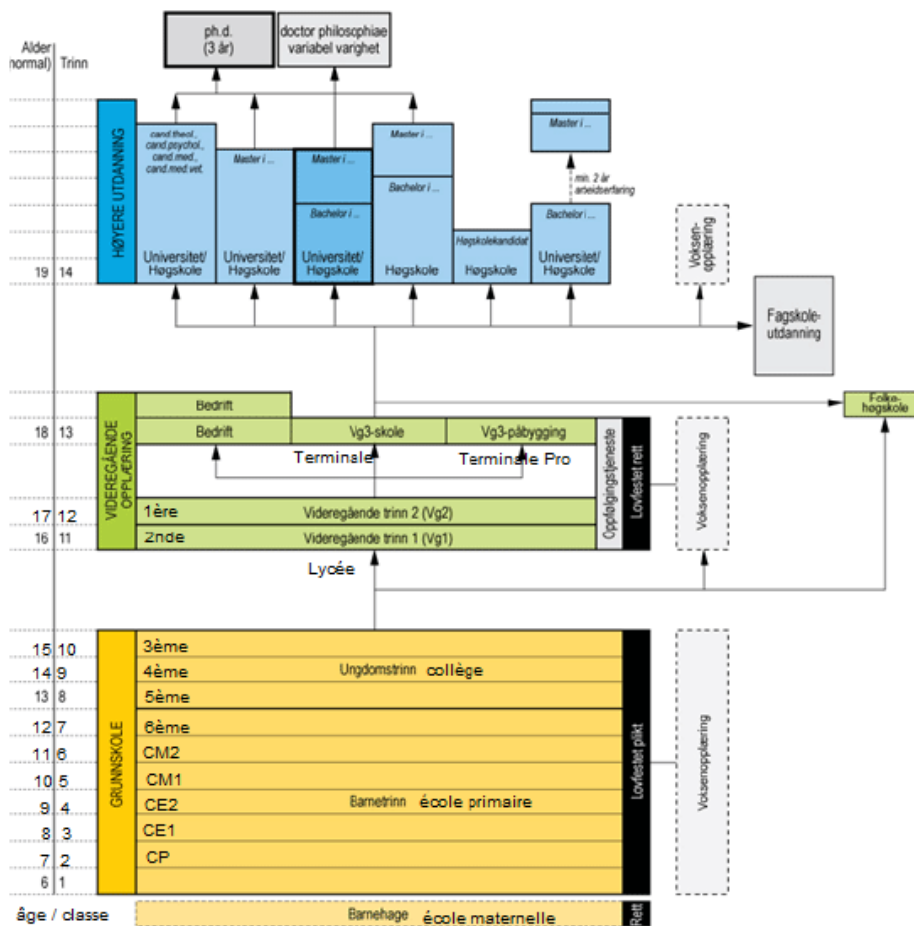 ph.d.
(3 år)
doctor philosophiae
variabel varghet
Alder
normal)
Trinn
HØYERE UTDANNING
cand.theol.,
cand.psychol.,
cand.med.,
cand.med.vet.
Universitet/
Høgskole
Master i ...
Universitet/
Høgskole
Master i ...
Bachelor i ...
Universitet/
Høgskole
Master i ...
Bachelor i ...
Høgskole
Høgskolekandidat
Høgskole
Master i ...
min. 2 år
arbeidserfaring
Bachelor i ...
Universitet/
Høgskole
Voksen-
opplæring
19 14
Fagskole-
utdanning
Folke-
høgskole
VIDEREGÅENDE
OPPLÆRING
Bedrift
18 13
Bedrift
Vg3-skole
Vg3-påbygging
Terminale
Terminale Pro
Oppfølgingstjeneste
Lovfestet rett
Voksenopplæring
17 12
1ère
Videregående trinn 2 (Vg2)
16 11
2nde
Videregående trinn 1 (Vg1)
Lycée
GRUNNSKOLE
15 10
3ème
14 9
4ème
Ungdomstrinn collège
13 8
5ème
12 7
6ème
11 6
CM2
10 5
CM1
9 4
CE2
Barnetrinn école primaire
8 3
CE1
7 2
CP
6 1
Lovfestet plikt
Voksenopplæring
âge / classe
Barnehage école maternelle
Rett